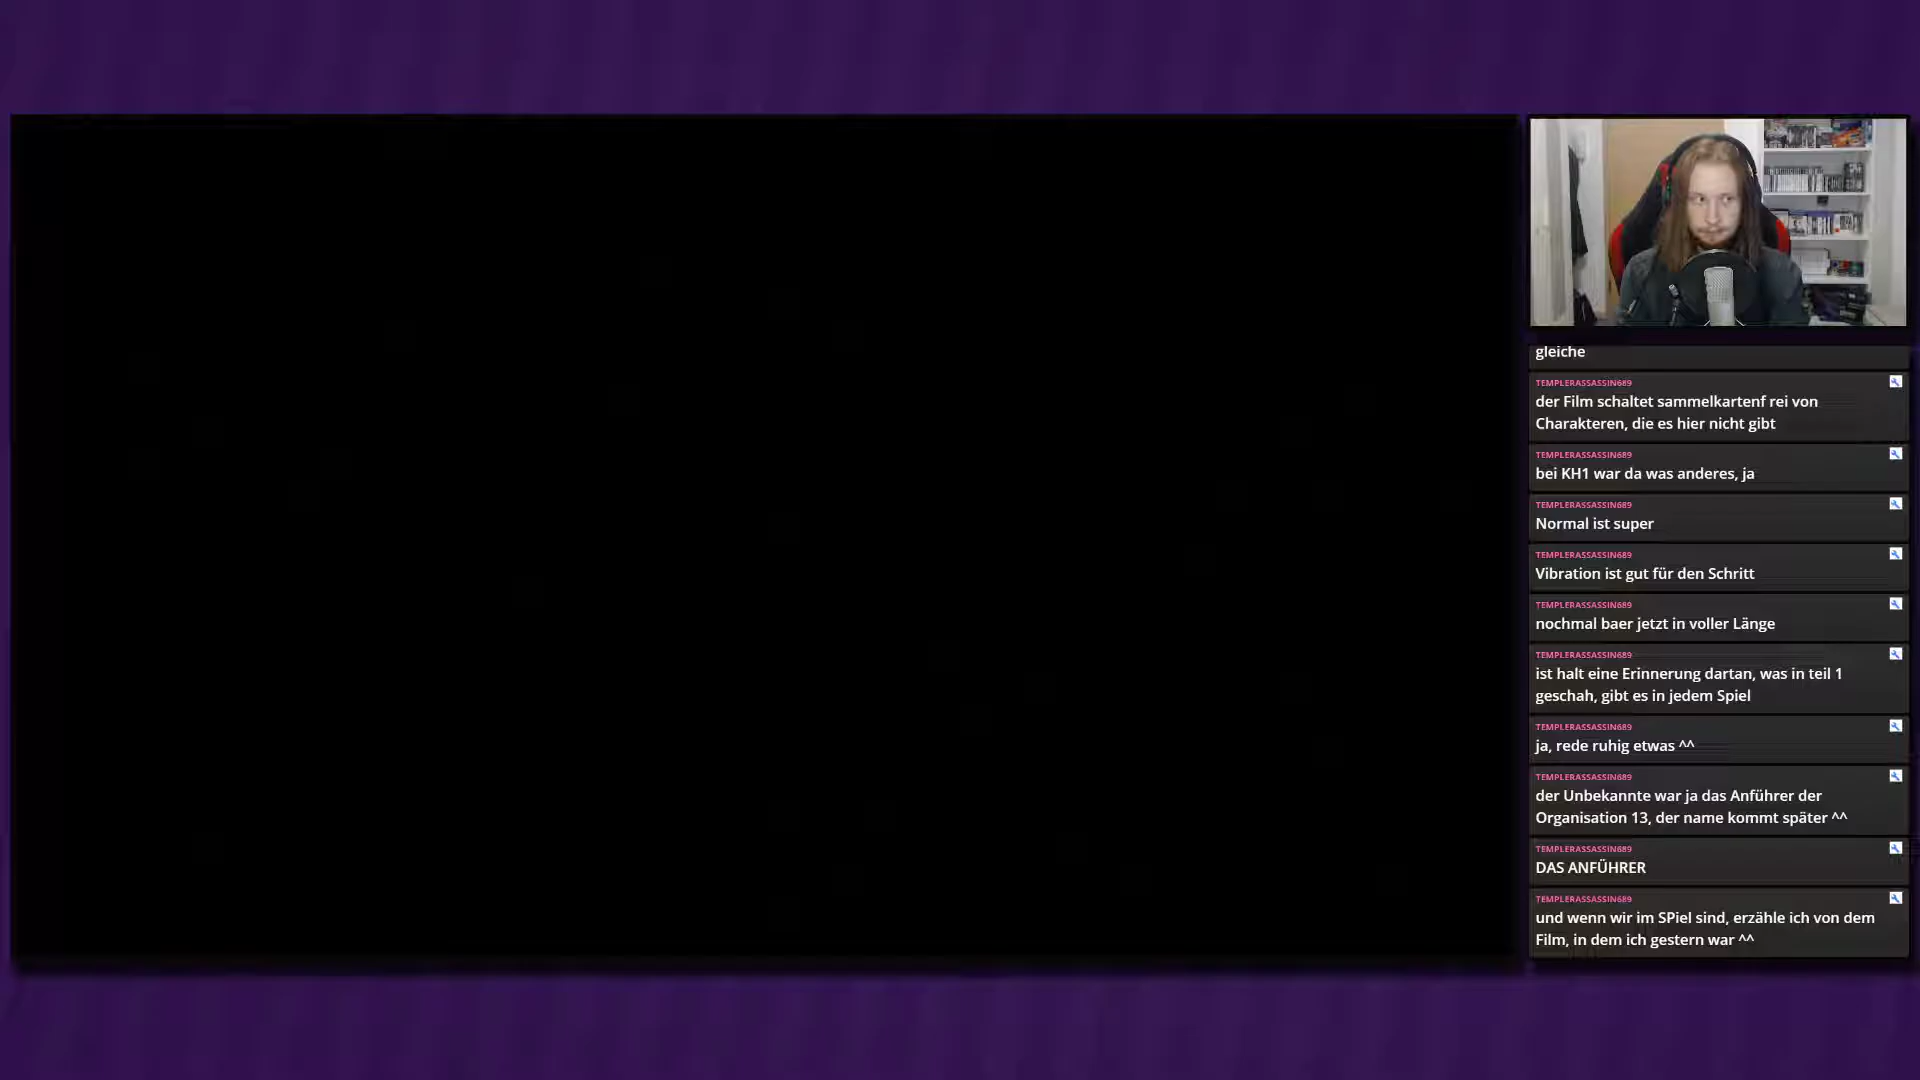 gleiche
TEMPLERASSASSIN689
der Film schaltet sammelkartenf rei von
Charakteren, die es hier nicht gibt
TEMPLERASSASSIN689
bei KH1 war da was anderes, ja
TEMPLERASSASSIN689
Normal ist super
TEMPLERASSASSIN689
Vibration ist gut für den Schritt
TEMPLERASSASSIN689
nochmal baer jetzt in voller Länge
TEMPLERASSASSIN689
ist halt eine Erinnerung dartan, was in teil 1
geschah, gibt es in jedem Spiel
TEMPLERASSASSIN689
ja, rede ruhig etwas ^^
TEMPLERASSASSIN689
der Unbekannte war ja das Anführer der
Organisation 13, der name kommt später ^^
TEMPLERASSASSIN689
DAS ANFÜHRER
TEMPLERASSASSIN689
und wenn wir im SPiel sind, erzähle ich von dem
Film, in dem ich gestern war ^^